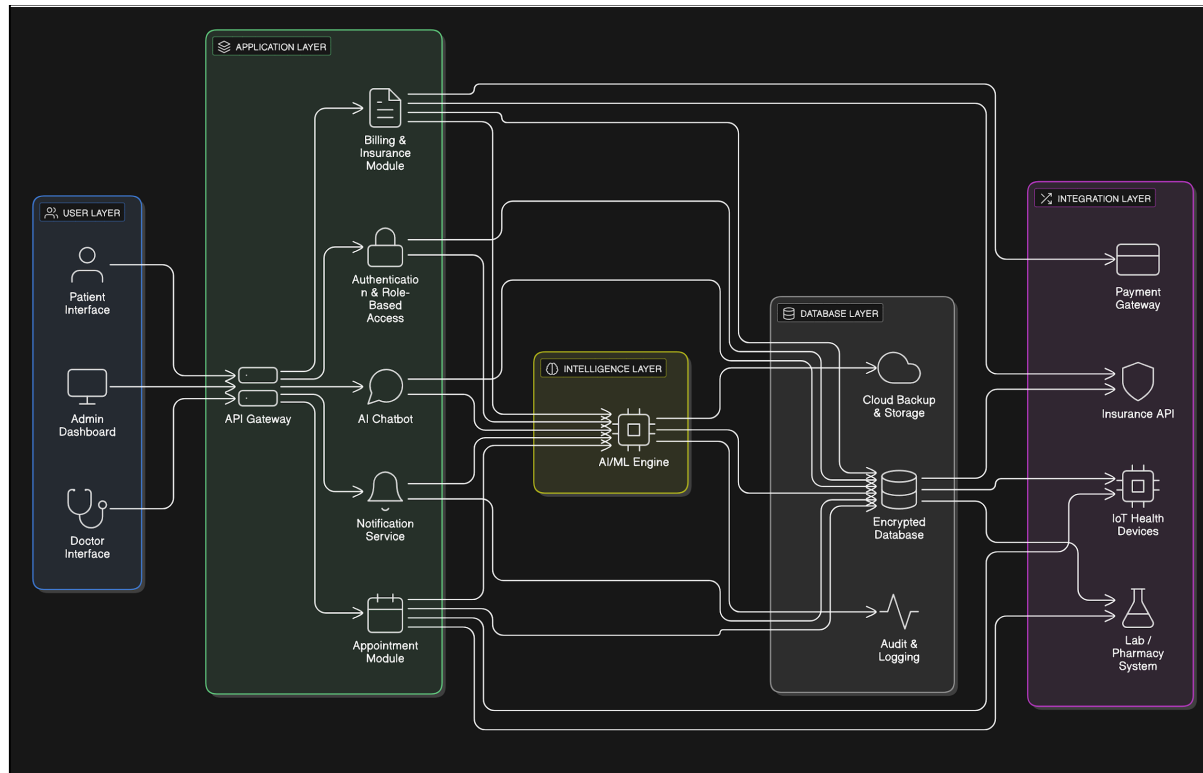 APPLICATION LAYER
Billing &
Insurance
Module
USER LAYER
INTEGRATION LAYER
Patient
Interface
Authenticatio
n & Role-
Based
Access
Payment
Gateway
DATABASE LAYER
INTELLIGENCE LAYER
Admin
Dashboard
API Gateway
AI Chatbot
Cloud Backup
& Storage
Insurance API
AI/ML Engine
Doctor
Interface
Notification
Service
Encrypted
Database
IoT Health
Devices
Appointment
Module
Audit &
Logging
Lab /
Pharmacy
System